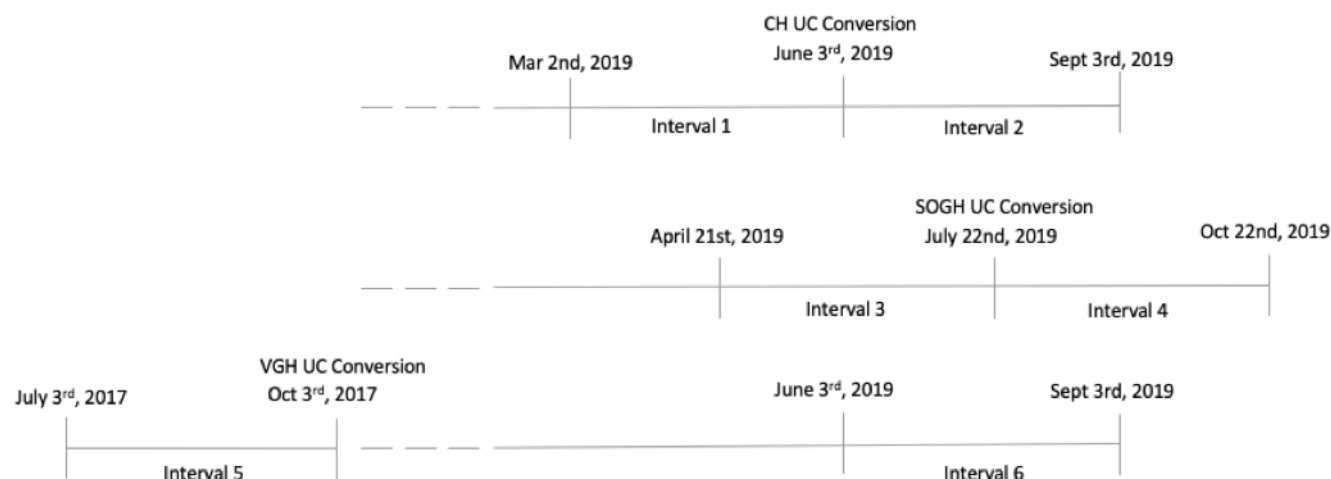 CH UC Conversion
Mar 2nd, 2019
June 3rd, 2019
Sept 3rd, 2019
Interval 1
Interval 2
SOGH UC Conversion
April 21st, 2019
July 22nd, 2019
Oct 22nd, 2019
Interval 3
Interval 4
VGH UC Conversion
July 3rd, 2017
Oct 3rd, 2017
June 3rd, 2019
Sept 3rd, 2019
Interval 5
Interval 6